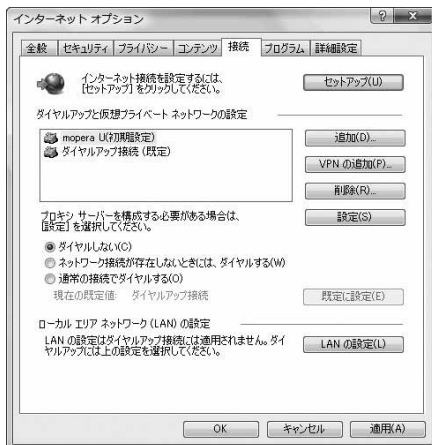 インターネット オプション
全般 セキュリティ プライバシー コンテンツ 接続 プログラム 詳細設定
インターネット接続を設定するには、
[セットアップ] をクリックしてください。
セットアップ(U)
ダイヤルアップと仮想プライベート ネットワークの設定
mopera U(初期設定)
ダイヤルアップ接続 (既定)
追加(D)...
VPN の追加(P)...
削除(R)...
プロキシ サーバーを構成する必要がある場合は、
[設定] を選択してください。
設定(S)
ダイヤルしない(C)
ネットワーク接続が存在しないときには、ダイヤルする(W)
通常の接続でダイヤルする(O)
現在の既定値: ダイヤルアップ接続
既定に設定(E)
ローカル エリア ネットワーク (LAN) の設定
LAN の設定はダイヤルアップ接続には適用されません。ダイ
ヤルアップには上の設定を選択してください。
LAN の設定(L)
OK キャンセル 適用(A)